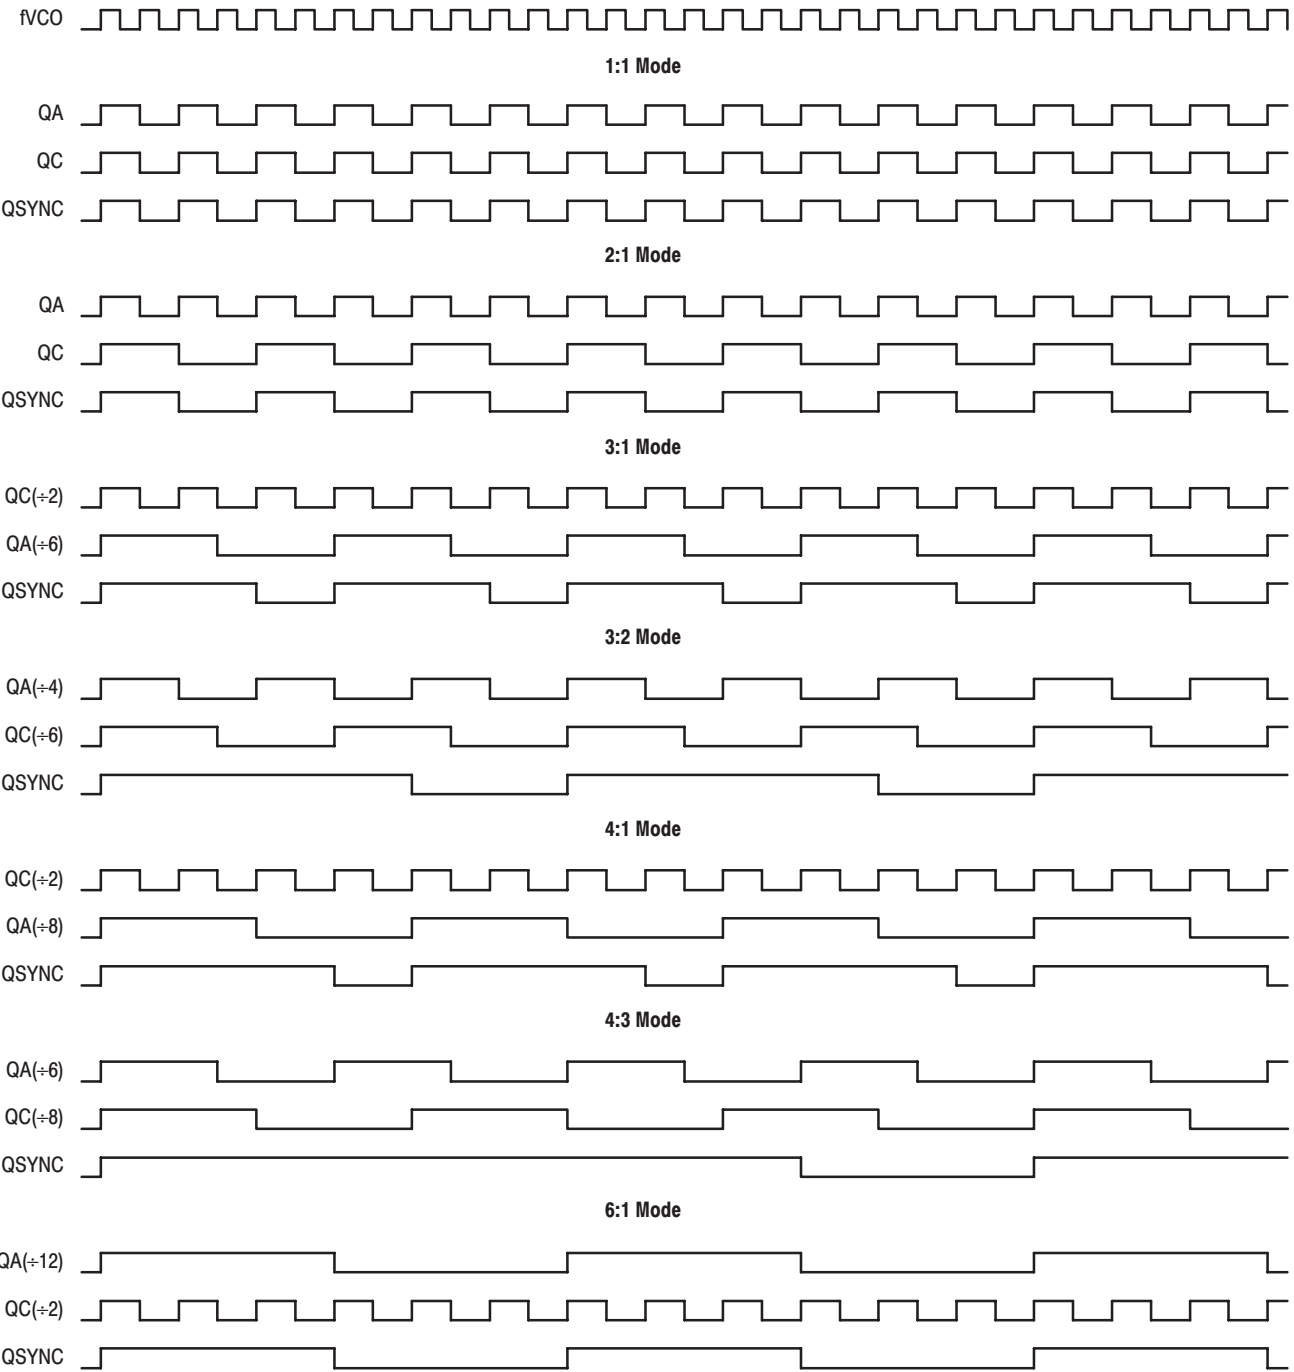 fVCO
1:1 Mode
QA
QC
QSYNC
2:1 Mode
QA
QC
QSYNC
3:1 Mode
QC(÷2)
QA(÷6)
QSYNC
3:2 Mode
QA(÷4)
QC(÷6)
QSYNC
4:1 Mode
QC(÷2)
QA(÷8)
QSYNC
4:3 Mode
QA(÷6)
QC(÷8)
QSYNC
6:1 Mode
QA(÷12)
QC(÷2)
QSYNC